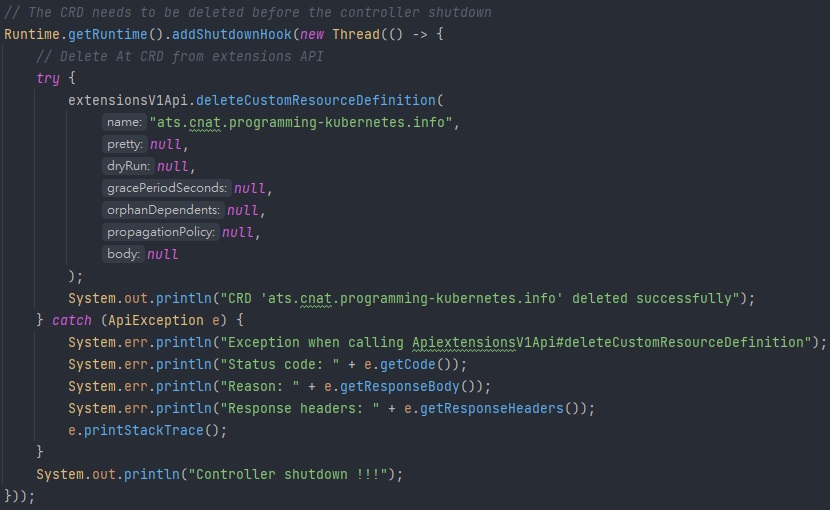 // The CRD needs to be deleted before the controller shutdown
Runtime.getRuntime().addShutdownHook(new Thread(() -> {
    // Delete At CRD from extensions API
    try {
        extensionsV1Api.deleteCustomResourceDefinition(
            name: "ats.cnat.programming-kubernetes.info",
            pretty: null,
            dryRun: null,
            gracePeriodSeconds: null,
            orphanDependents: null,
            propagationPolicy: null,
            body: null
        );
        System.out.println("CRD 'ats.cnat.programming-kubernetes.info' deleted successfully");
    } catch (ApiException e) {
        System.err.println("Exception when calling ApiextensionsV1Api#deleteCustomResourceDefinition");
        System.err.println("Status code: " + e.getCode());
        System.err.println("Reason: " + e.getResponseBody());
        System.err.println("Response headers: " + e.getResponseHeaders());
        e.printStackTrace();
    }
    System.out.println("Controller shutdown !!!");
}));